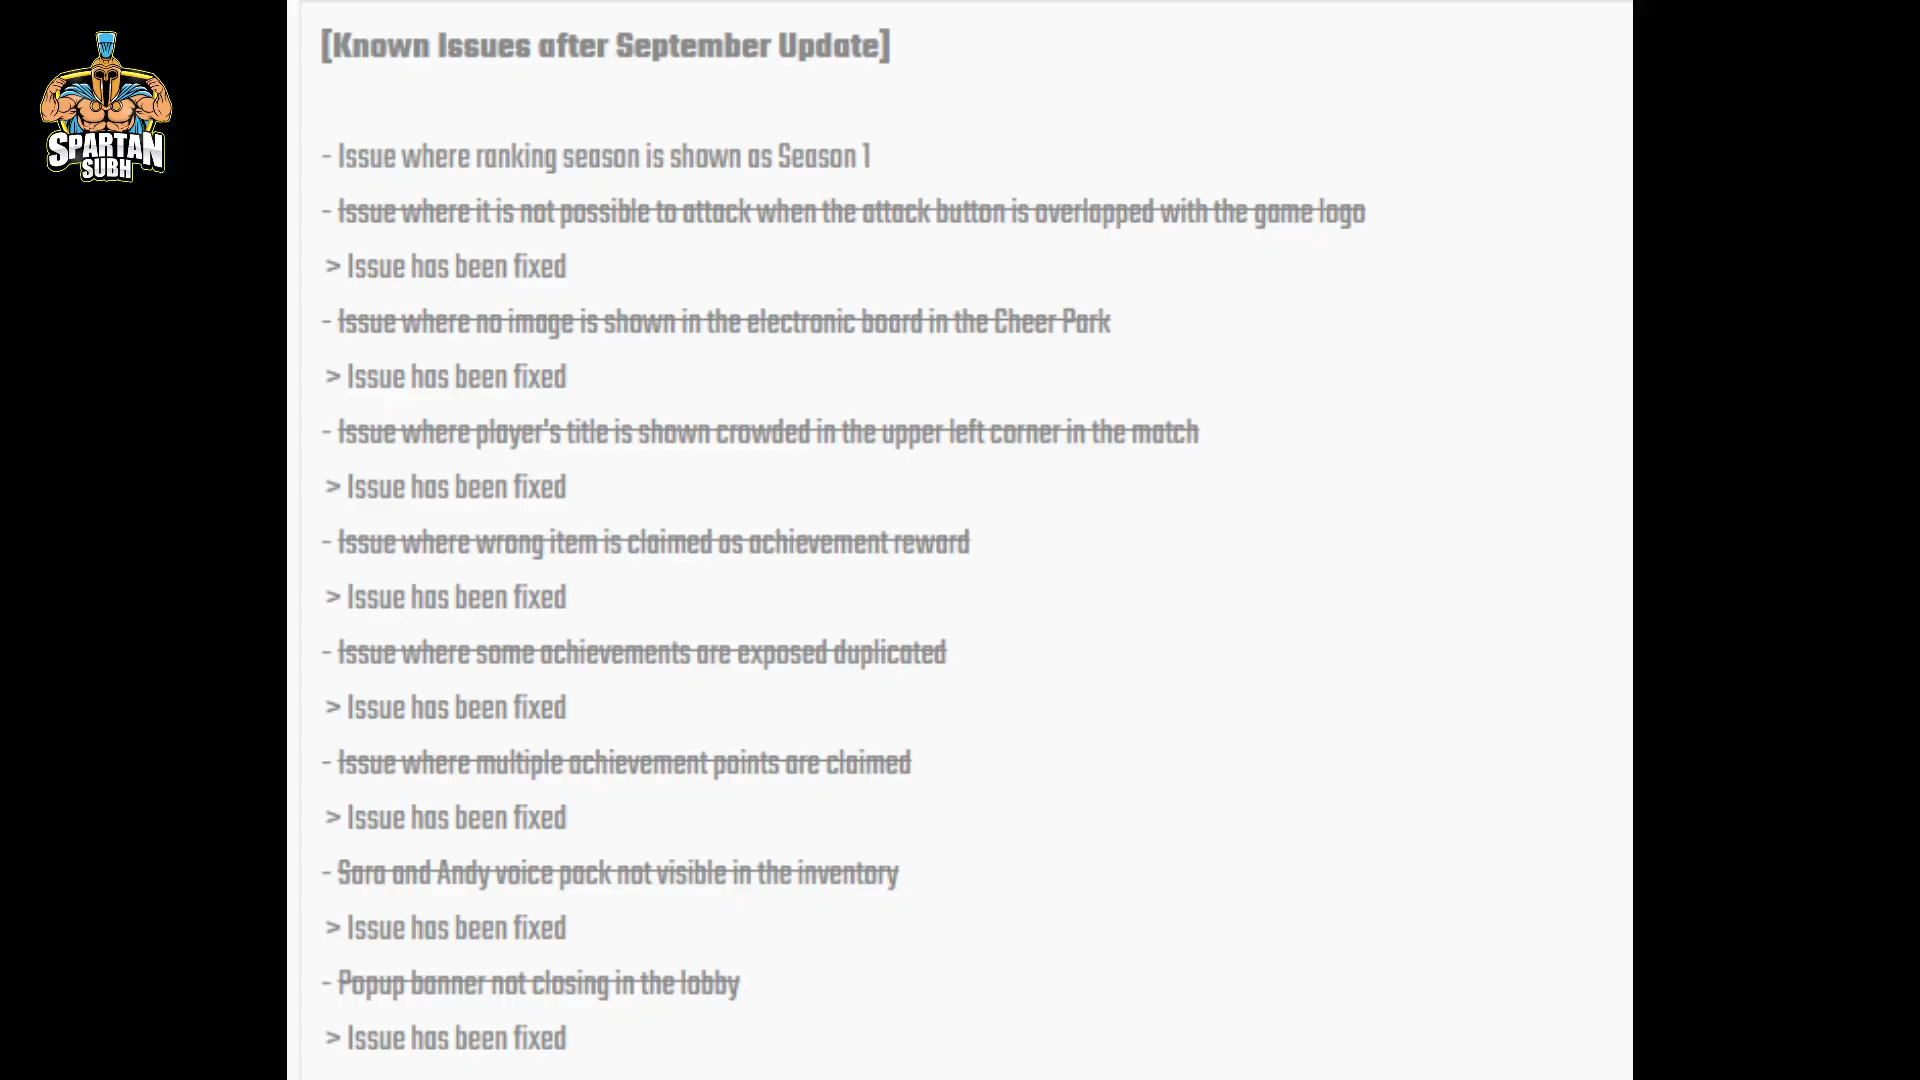 SPARTAN
SUBH
[Known Issues after September Update]
- Issue where ranking season is shown as Season 1
- Issue where it is not possible to attack when the attack button is overlapped with the game logo
> Issue has been fixed
- Issue where no image is shown in the electronic board in the Cheer Park
> Issue has been fixed
- Issue where player's title is shown crowded in the upper left corner in the match
> Issue has been fixed
- Issue where wrong item is claimed as achievement reward
> Issue has been fixed
- Issue where some achievements are exposed duplicated
> Issue has been fixed
- Issue where multiple achievement points are claimed
> Issue has been fixed
- Sara and Andy voice pack not visible in the inventory
> Issue has been fixed
- Popup banner not closing in the lobby
> Issue has been fixed